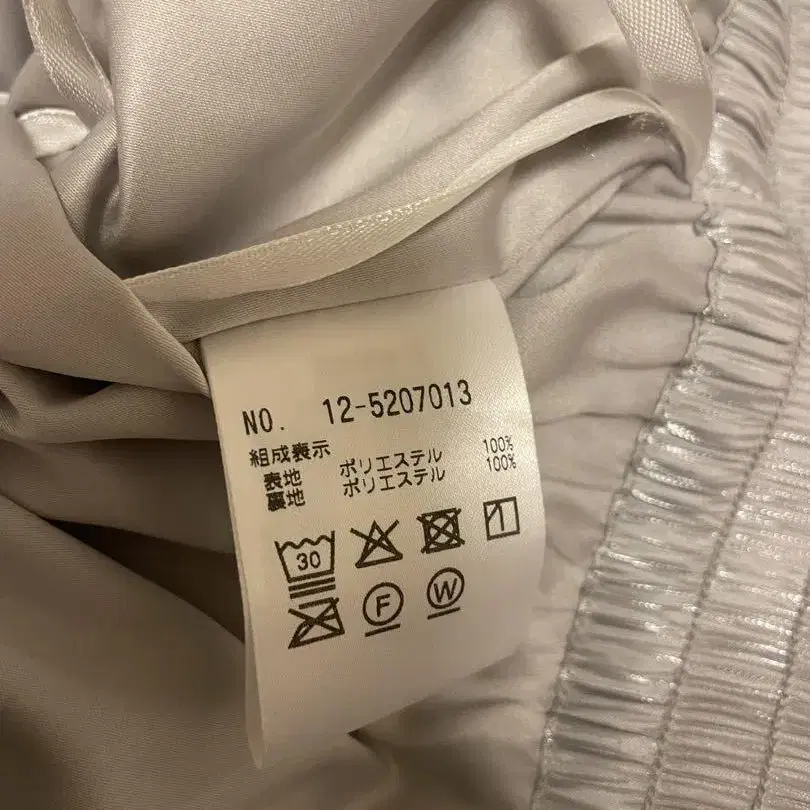 NO. 12-5207013
組成表示
表地 ポリエステル 100%
裏地 ポリエステル 100%
30
F W